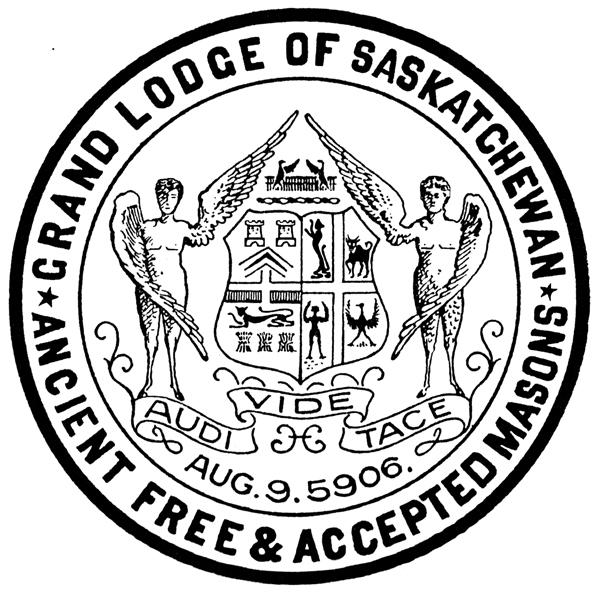 GRAND LODGE OF SASKATCHEWAN
ANCIENT FREE & ACCEPTED MASONS
AUDI VIDE TACE
AUG. 9. 5906.